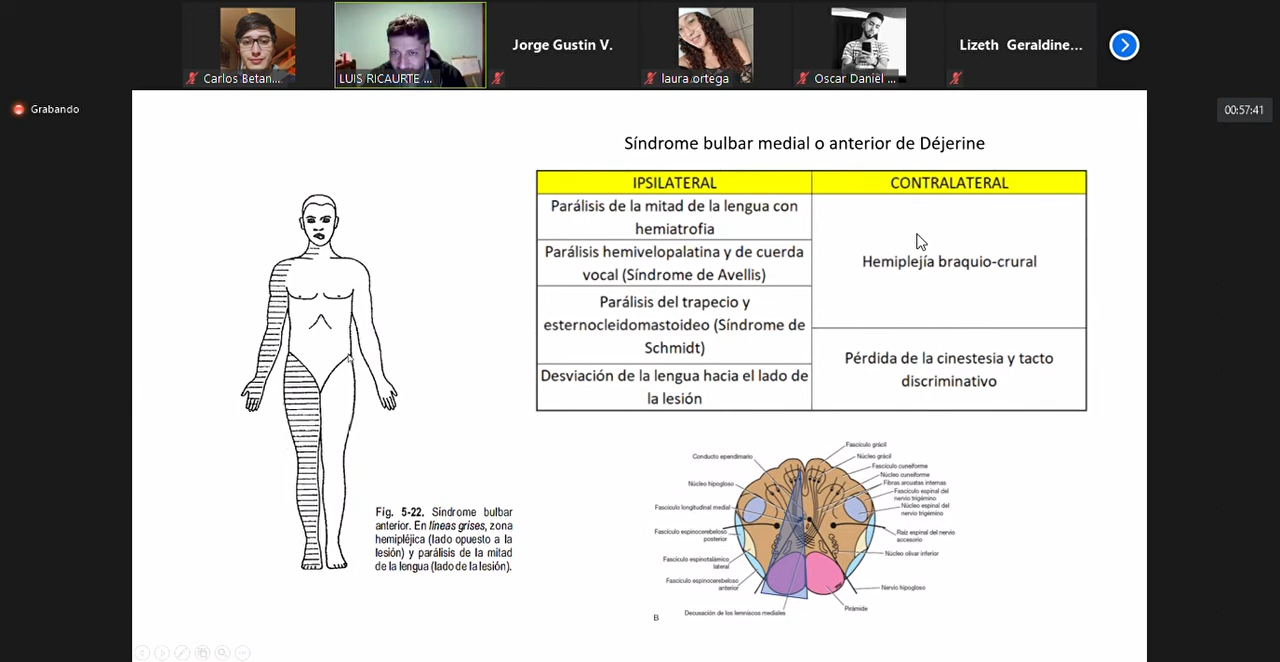 Carlos Betan...
LUIS RICAURTE ...
Jorge Gustin V.
laura ortega
Oscar Daniel ...
Lizeth Geraldine...
Grabando
00:57:41
Síndrome bulbar medial o anterior de Déjerine
IPSILATERAL
CONTRALATERAL
Parálisis de la mitad de la lengua con
hemiatrofia
Parálisis hemivelopalatina y de cuerda
vocal (Síndrome de Avellis)
Parálisis del trapecio y
esternocleidomastoideo (Síndrome de
Schmidt)
Desviación de la lengua hacia el lado de
la lesión
Hemiplejía braquio-crural
Pérdida de la cinestesia y tacto
discriminativo
Fig. 5-22. Síndrome bulbar
anterior. En líneas grises, zona
hemipléjica (lado opuesto a la
lesión) y parálisis de la mitad
de la lengua (lado de la lesión).
Conducto ependimario
Núcleo hipogloso
Fascículo longitudinal medial
Fascículo espinocerebeloso
posterior
Fascículo espinotalámico
lateral
Fascículo espinocerebeloso
anterior
Decusación de los lemniscos mediales
Fascículo grácil
Núcleo grácil
Fascículo cuneiforme
Núcleo cuneiforme
Fibras arcuatas internas
Fascículo espinal del
nervio trigémino
Núcleo espinal del
nervio trigémino
Raíz espinal del nervio
accesorio
Núcleo olivar inferior
Nervio hipogloso
Pirámide
B